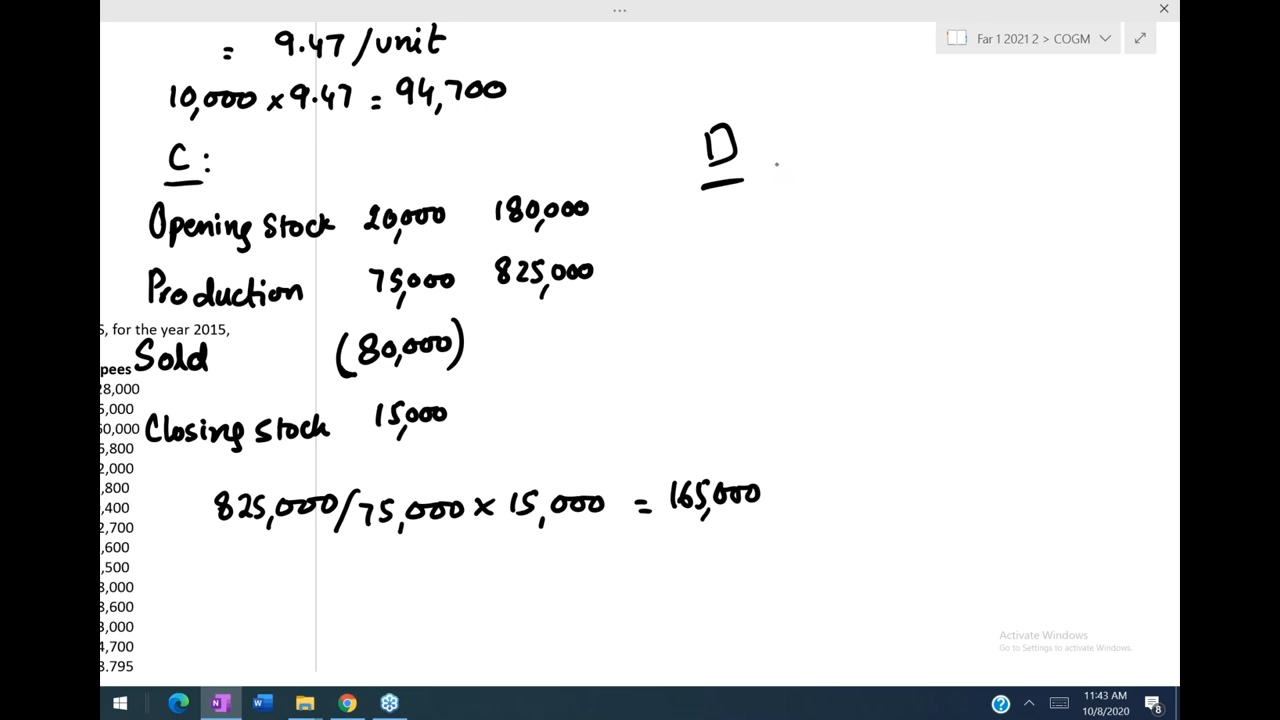 = 9.47 /unit
Far 1 2021 2 > COGM
10,000 × 9.47 = 94,700
C:
D
Opening Stock 20,000 180,000
Production 75,000 825,000
S, for the year 2015,
Sold (80,000)
pees
28,000
5,000
Closing Stock 15,000
50,000
5,800
2,000
,800
825,000/75,000 × 15,000 = 165,000
,400
2,700
,600
,500
3,000
3,600
3,000
4,700
3.795
Activate Windows
Go to Settings to activate Windows.
11:43 AM
10/8/2020
8